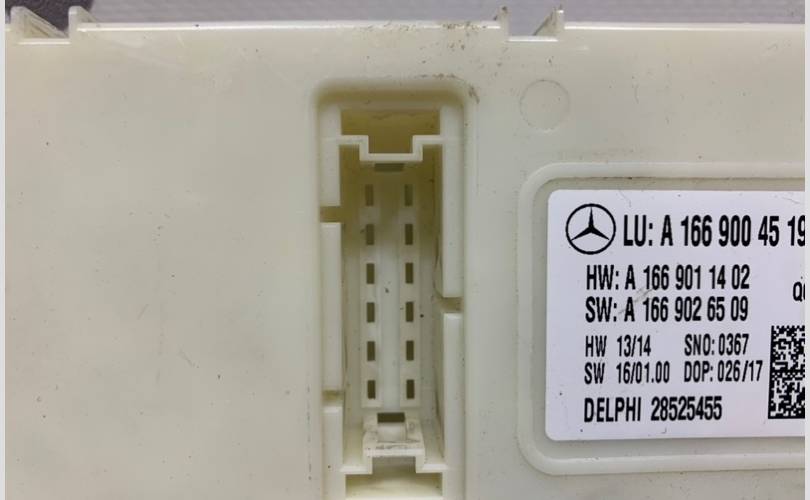 LU: A 166 900 45 19
HW: A 166 901 14 02
SW: A 166 902 65 09
HW 13/14 SNO: 0367
SW 16/01.00 DOP: 026/17
DELPHI 28525455